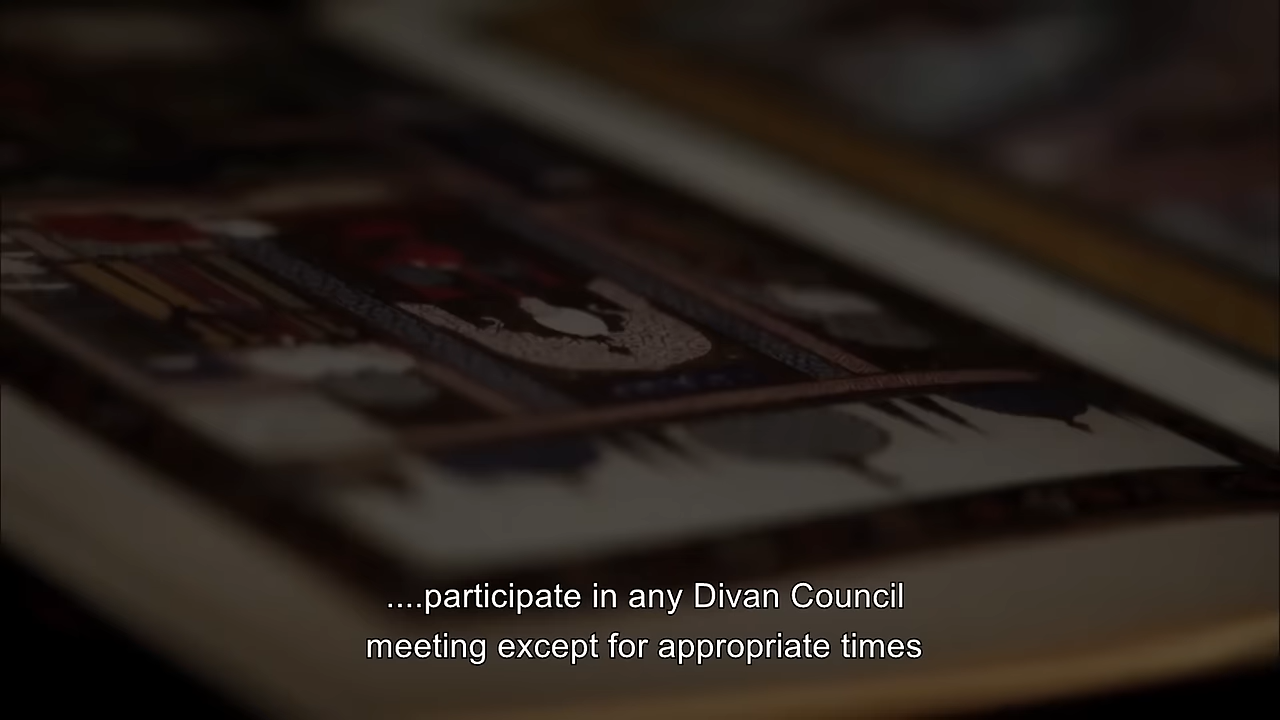 ....participate in any Divan Council
meeting except for appropriate times